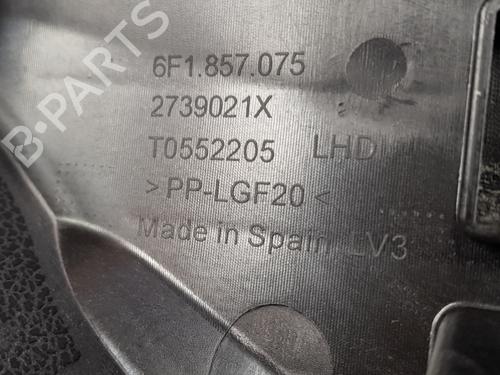 6F1.857.075
2739021X
T0552205 LHD
>PP-LGF20<
Made in Spain LV3
B-PARTS